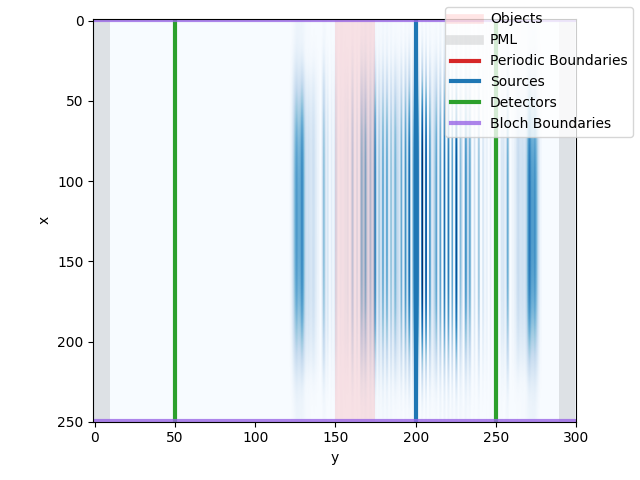 Objects
PML
Periodic Boundaries
Sources
Detectors
Bloch Boundaries
0
50
100
150
200
250
x
0
50
100
150
200
250
300
y